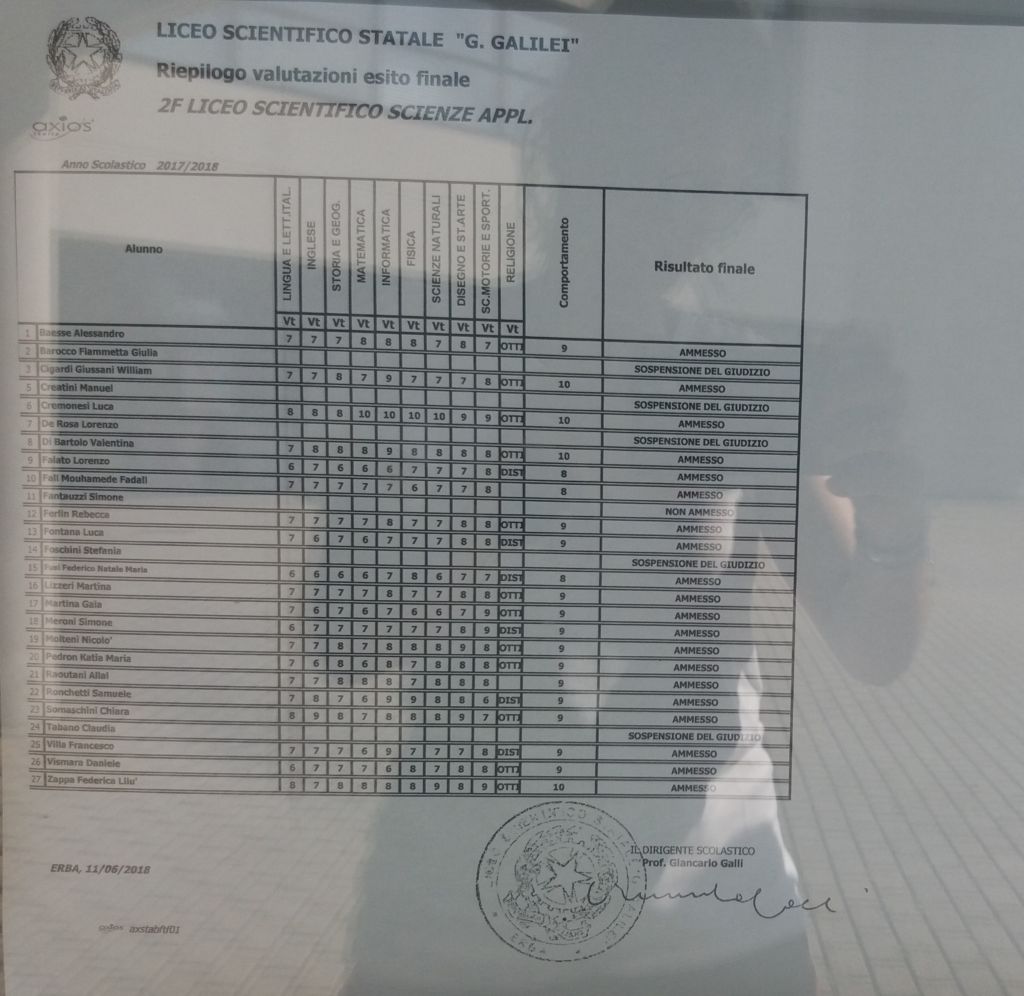 LICEO SCIENTIFICO STATALE "G. GALILEI"
Riepilogo valutazioni esito finale
2F LICEO SCIENTIFICO SCIENZE APPL.
axios
Anno Scolastico 2017/2018
Alunno LINGUA E LETT.ITAL. INGLESE STORIA E GEOG. MATEMATICA INFORMATICA FISICA SCIENZE NATURALI DISEGNO E ST.ARTE SC.MOTORIE E SPORT. RELIGIONE Comportamento Risultato finale
Vt Vt Vt Vt Vt Vt Vt Vt Vt Vt
1 Baesse Alessandro 7 7 7 8 8 8 7 8 7 OTTI 9 AMMESSO
2 Barocco Fiammetta Giulia SOSPENSIONE DEL GIUDIZIO
3 Cigardi Giussani William 7 7 8 7 9 7 7 7 8 OTTI 10 AMMESSO
5 Creatini Manuel SOSPENSIONE DEL GIUDIZIO
6 Cremonesi Luca 8 8 8 10 10 10 10 9 9 OTTI 10 AMMESSO
7 De Rosa Lorenzo SOSPENSIONE DEL GIUDIZIO
8 Di Bartolo Valentina 7 8 8 8 9 8 8 8 8 OTTI 10 AMMESSO
9 Falato Lorenzo 6 7 6 6 6 7 7 7 8 DIST 8 AMMESSO
10 Fall Mouhamede Fadall 7 7 7 7 7 6 7 7 8 8 AMMESSO
11 Fantauzzi Simone NON AMMESSO
12 Ferlin Rebecca 7 7 7 7 8 7 7 8 8 OTTI 9 AMMESSO
13 Fontana Luca 7 6 7 6 7 7 7 8 8 DIST 9 AMMESSO
14 Foschini Stefania SOSPENSIONE DEL GIUDIZIO
15 Fusi Federico Natale Maria 6 6 6 6 7 8 6 7 7 DIST 8 AMMESSO
16 Lizzeri Martina 7 7 7 7 8 7 7 8 8 OTTI 9 AMMESSO
17 Martina Gaia 7 6 7 6 7 6 6 7 9 OTTI 9 AMMESSO
18 Meroni Simone 6 7 7 7 7 7 7 8 9 DIST 9 AMMESSO
19 Molteni Nicolo' 7 7 8 7 8 8 8 9 8 OTTI 9 AMMESSO
20 Pedron Katia Maria 7 6 8 6 8 7 8 8 8 OTTI 9 AMMESSO
21 Raoutani Allal 7 7 8 8 8 7 8 8 8 9 AMMESSO
22 Ronchetti Samuele 7 8 7 6 9 9 8 8 6 DIST 9 AMMESSO
23 Somaschini Chiara 8 9 8 7 8 8 8 9 7 OTTI 9 AMMESSO
24 Tabano Claudia SOSPENSIONE DEL GIUDIZIO
25 Villa Francesco 7 7 7 6 9 7 7 7 8 DIST 9 AMMESSO
26 Vismara Daniele 6 7 7 7 6 8 7 8 8 OTTI 9 AMMESSO
27 Zappa Federica Lilu' 8 7 8 8 8 8 9 8 9 OTTI 10 AMMESSO
IL DIRIGENTE SCOLASTICO
Prof. Giancarlo Galli
ERBA, 11/06/2018
ERBA
axios axstabftf01